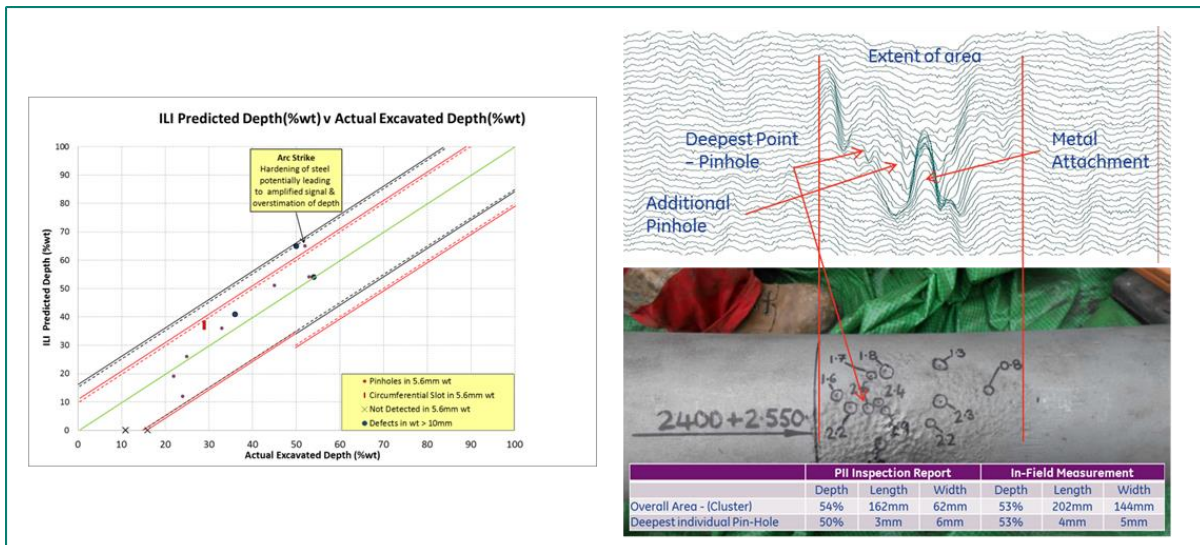 ILI Predicted Depth(%wt) v Actual Excavated Depth(%wt)
100
90
80
70
60
50
40
30
20
10
0
ILI Predicted Depth (%wt)
Arc Strike
Hardening of steel
potentially leading
to amplified signal &
overstimation of depth
• Pinholes in 5.6mm wt
Circumferential Slot in 5.6mm wt
× Not Detected in 5.6mm wt
● Defects in wt > 10mm
0 10 20 30 40 50 60 70 80 90 100
Actual Excavated Depth (%wt)
Extent of area
Deepest Point
– Pinhole
Metal
Attachment
Additional
Pinhole
1.7
1.8
1.3
0.8
1.6
2.4
2.3
2.2
2.9
2.2
2400+2.550
PII Inspection Report In-Field Measurement
Depth Length Width Depth Length Width
Overall Area - (Cluster) 54% 162mm 62mm 53% 202mm 144mm
Deepest individual Pin-Hole 50% 3mm 6mm 53% 4mm 5mm